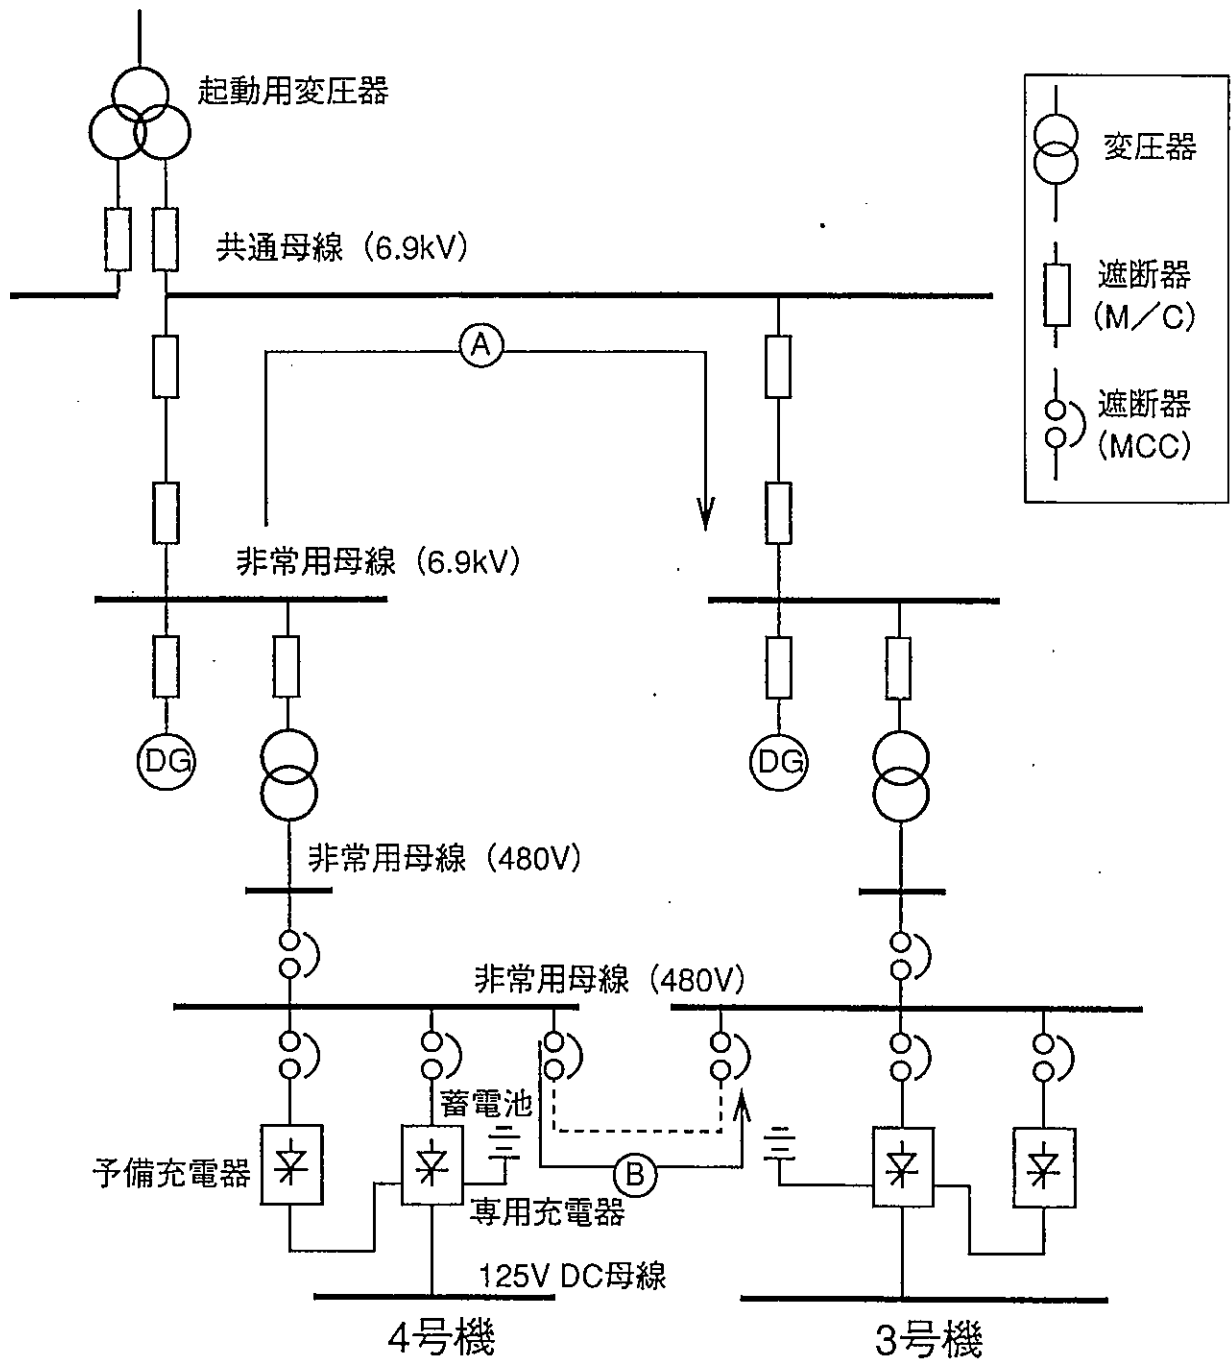 起動用変圧器
共通母線（6.9kV）
A
非常用母線（6.9kV）
DG
DG
非常用母線（480V）
非常用母線（480V）
蓄電池
予備充電器
B
専用充電器
125V DC母線
4号機
3号機
変圧器
遮断器
(M／C)
遮断器
(MCC)